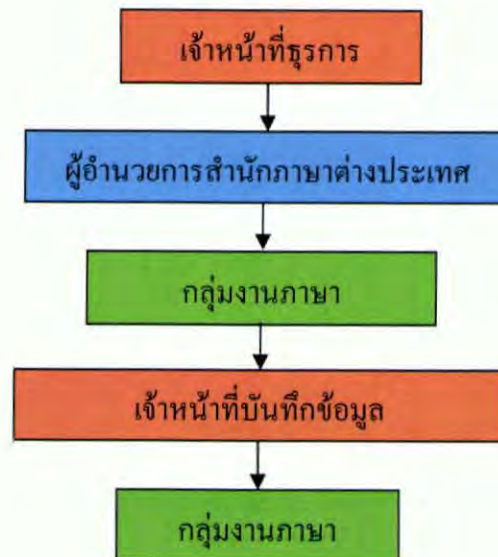 เจ้าหน้าที่ธุรการ
ผู้อำนวยการสำนักภาษาต่างประเทศ
กลุ่มงานภาษา
เจ้าหน้าที่บันทึกข้อมูล
กลุ่มงานภาษา